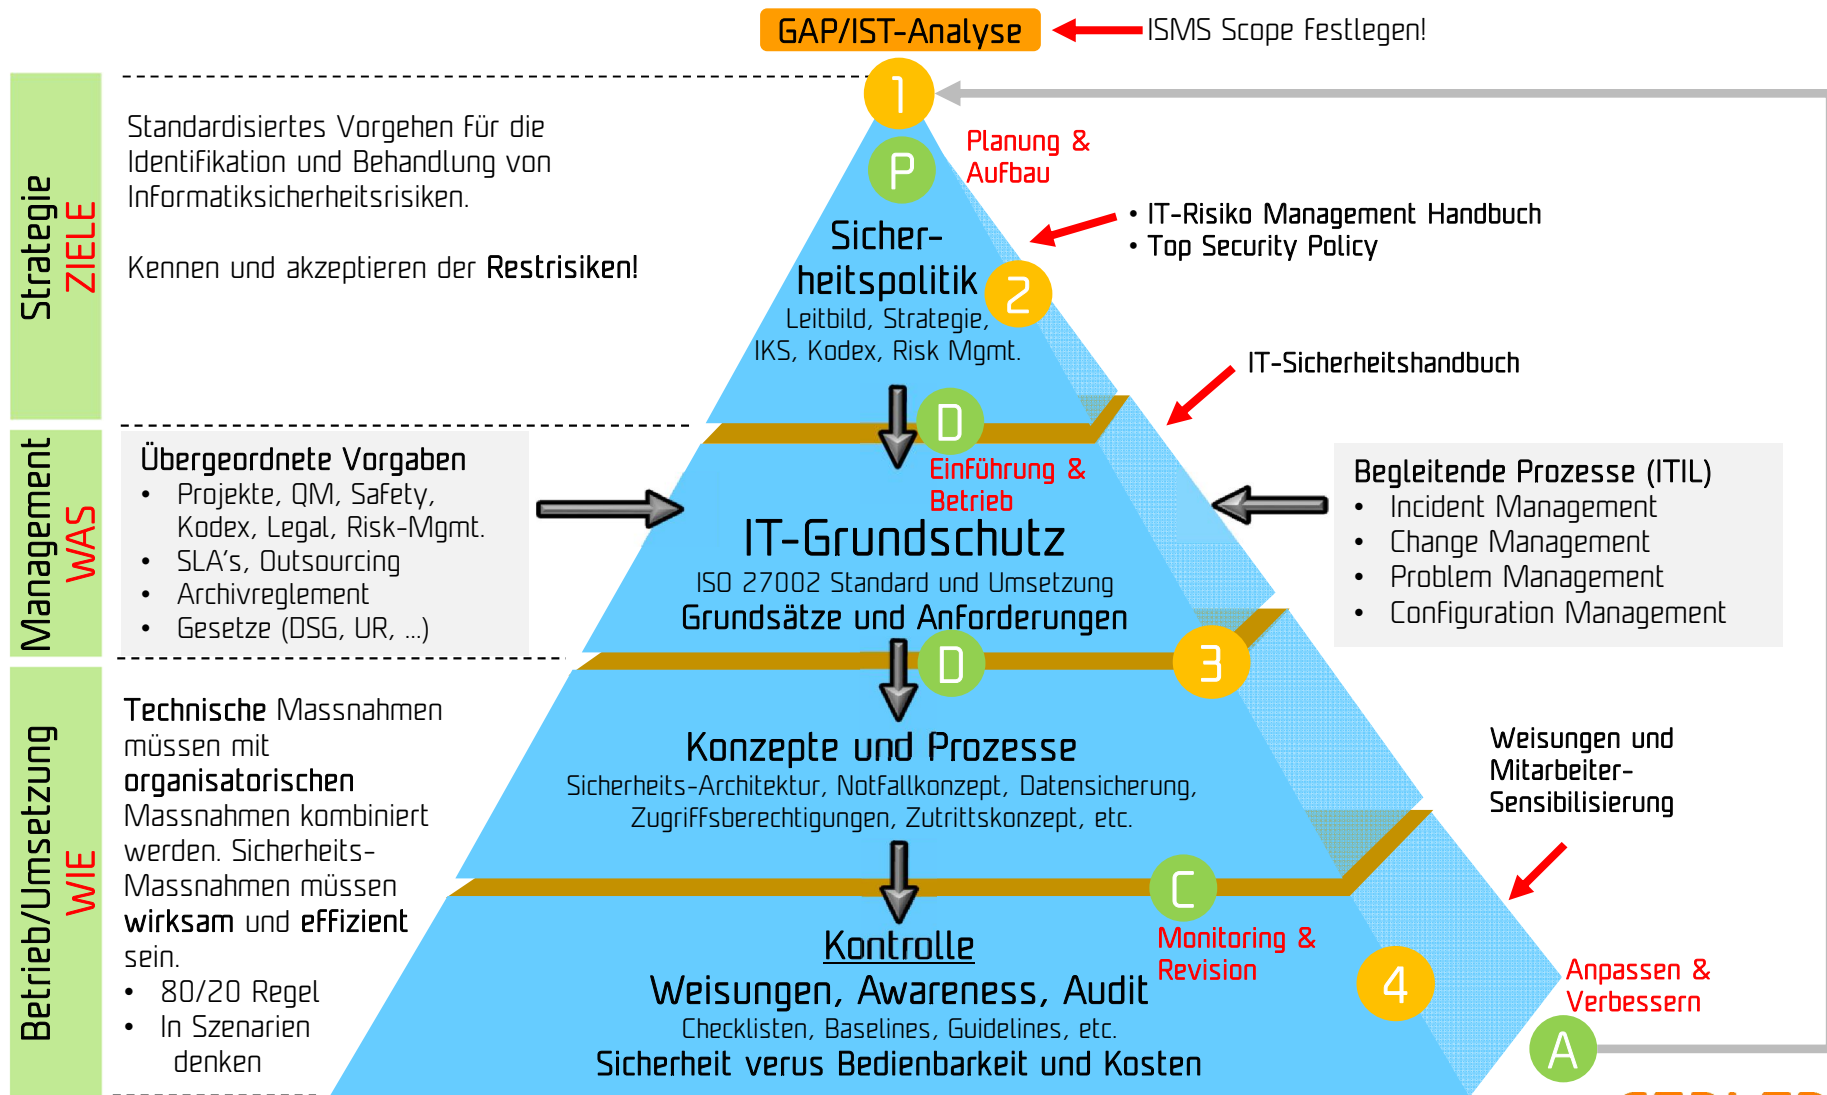 GAP/IST-Analyse
ISMS Scope festlegen!
1
Strategie
ZIELE
Standardisiertes Vorgehen für die
Identifikation und Behandlung von
Informatiksicherheitsrisiken.
Kennen und akzeptieren der Restrisiken!
P
Planung &
Aufbau
Sicher-
heitspolitik
Leitbild, Strategie,
IKS, Kodex, Risk Mgmt.
2
• IT-Risiko Management Handbuch
• Top Security Policy
IT-Sicherheitshandbuch
D
Einführung &
Betrieb
Management
WAS
Übergeordnete Vorgaben
• Projekte, QM, Safety,
Kodex, Legal, Risk-Mgmt.
• SLA's, Outsourcing
• Archivreglement
• Gesetze (DSG, UR, ...)
IT-Grundschutz
ISO 27002 Standard und Umsetzung
Grundsätze und Anforderungen
Begleitende Prozesse (ITIL)
• Incident Management
• Change Management
• Problem Management
• Configuration Management
D
3
Betrieb/Umsetzung
WIE
Technische Massnahmen
müssen mit
organisatorischen
Massnahmen kombiniert
werden. Sicherheits-
Massnahmen müssen
wirksam und effizient
sein.
• 80/20 Regel
• In Szenarien
denken
Konzepte und Prozesse
Sicherheits-Architektur, Notfallkonzept, Datensicherung,
Zugriffsberechtigungen, Zutrittskonzept, etc.
Weisungen und
Mitarbeiter-
Sensibilisierung
C
Monitoring &
Revision
Kontrolle
Weisungen, Awareness, Audit
Checklisten, Baselines, Guidelines, etc.
Sicherheit verus Bedienbarkeit und Kosten
4
Anpassen &
Verbessern
A